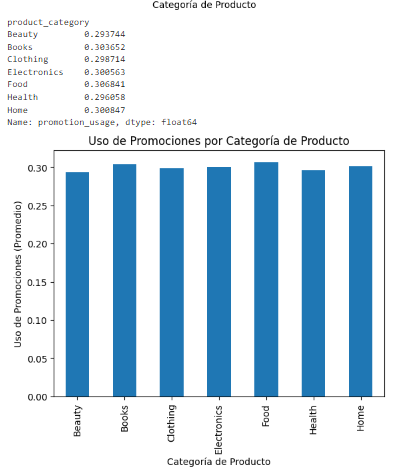 Categoría de Producto
product_category
Beauty 0.293744
Books 0.303652
Clothing 0.298714
Electronics 0.300563
Food 0.306841
Health 0.296058
Home 0.300847
Name: promotion_usage, dtype: float64
Uso de Promociones por Categoría de Producto
Uso de Promociones (Promedio)
0.30
0.25
0.20
0.15
0.10
0.05
0.00
Beauty
Books
Clothing
Electronics
Food
Health
Home
Categoría de Producto